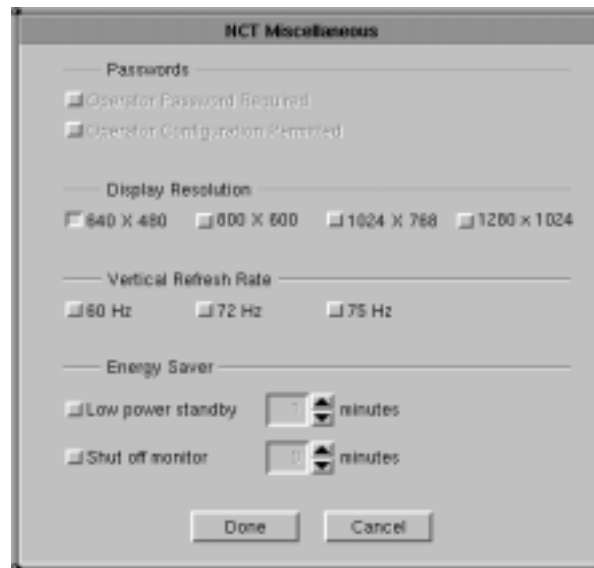 NCT Miscellaneous
Passwords
Operator Password Required
Operator Configuration Permitted
Display Resolution
640 X 480 800 X 600 1024 X 768 1280 x 1024
Vertical Refresh Rate
60 Hz 72 Hz 75 Hz
Energy Saver
Low power standby minutes
Shut off monitor minutes
Done Cancel